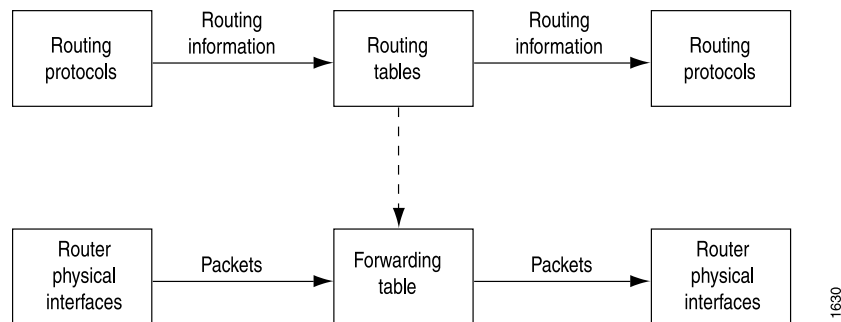 Routing
protocols
Routing
information
Routing
tables
Routing
information
Routing
protocols
Router
physical
interfaces
Packets
Forwarding
table
Packets
Router
physical
interfaces
1630